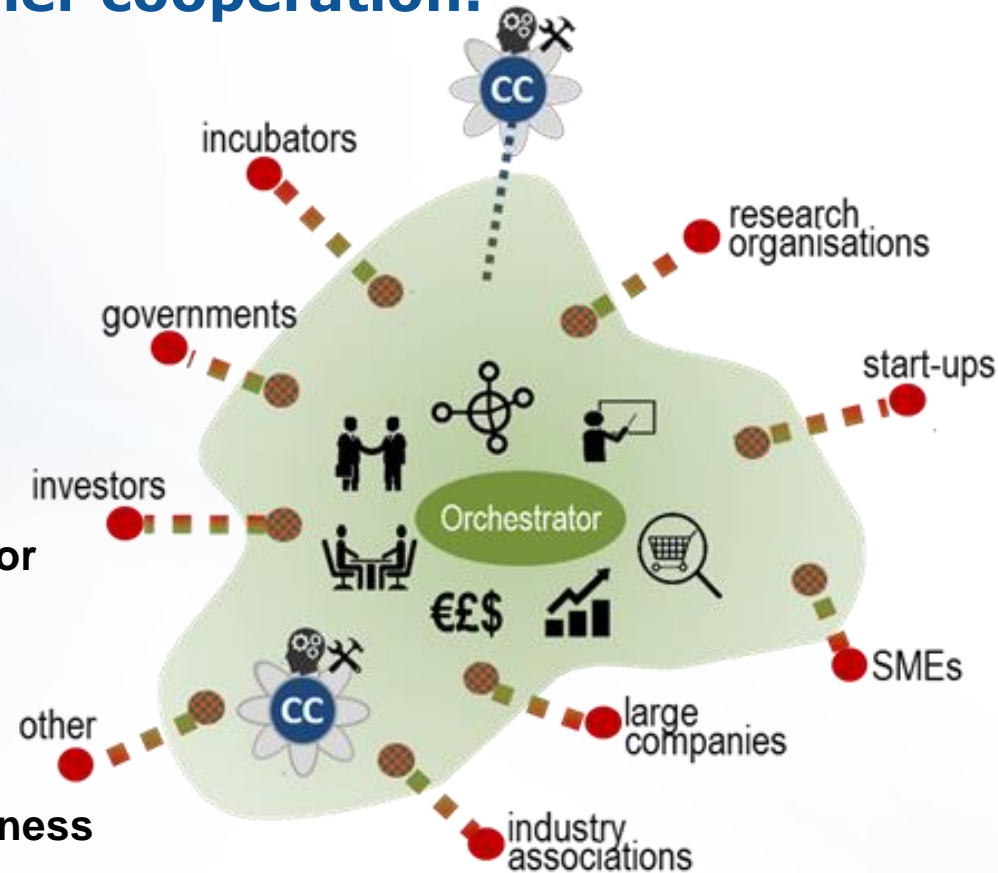 cooperation:
CC
incubators
research
organisations
governments
start-ups
investors
Orchestrator
or
€£$
SMEs
CC
large
companies
other
ness
industry
associations